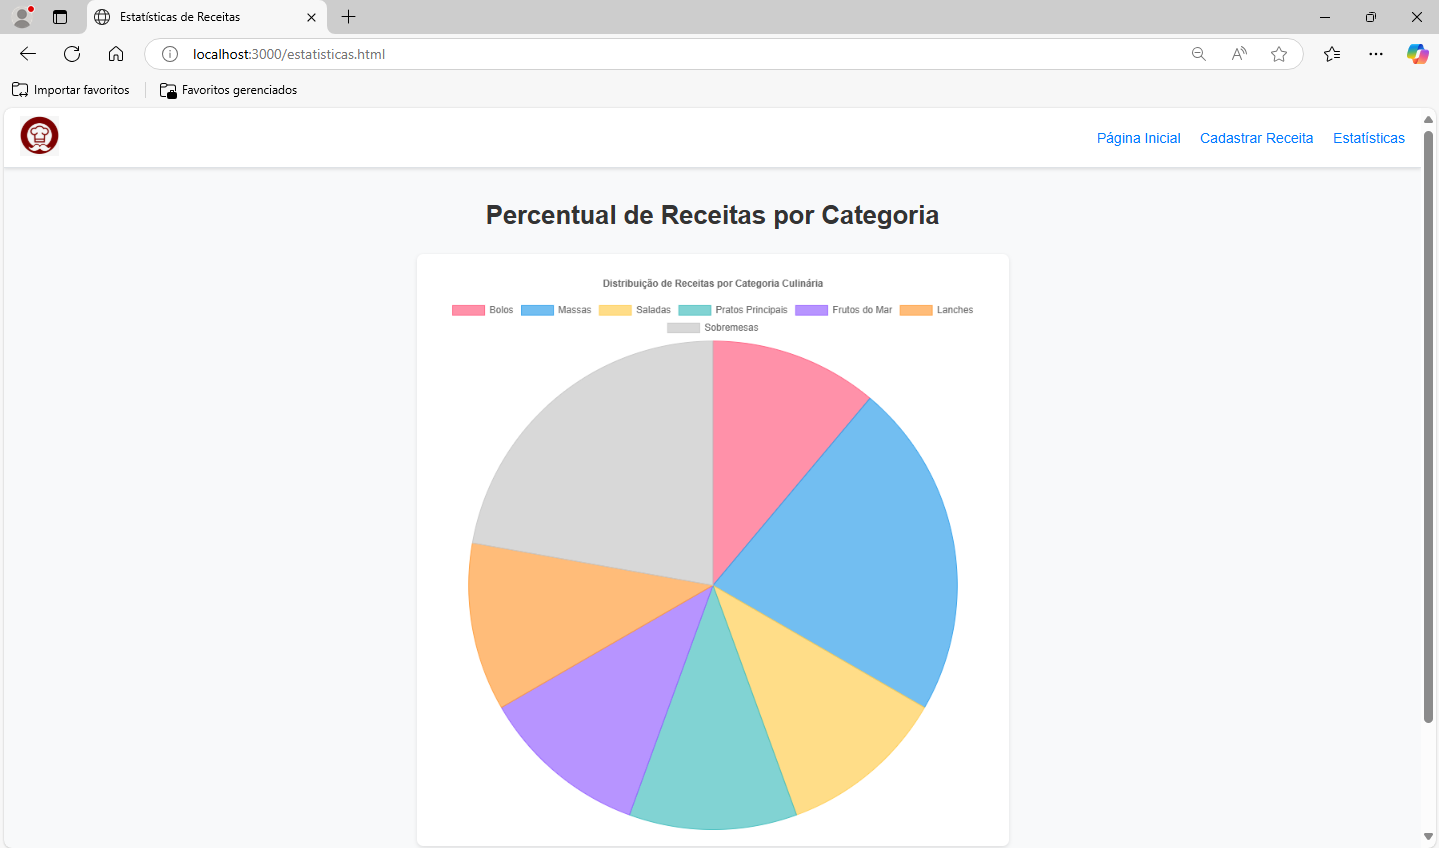 Estatísticas de Receitas
localhost:3000/estatisticas.html
Importar favoritos
Favoritos gerenciados
Página Inicial Cadastrar Receita Estatísticas
Percentual de Receitas por Categoria
Distribuição de Receitas por Categoria Culinária
Bolos Massas Saladas Pratos Principais Frutos do Mar Lanches
Sobremesas